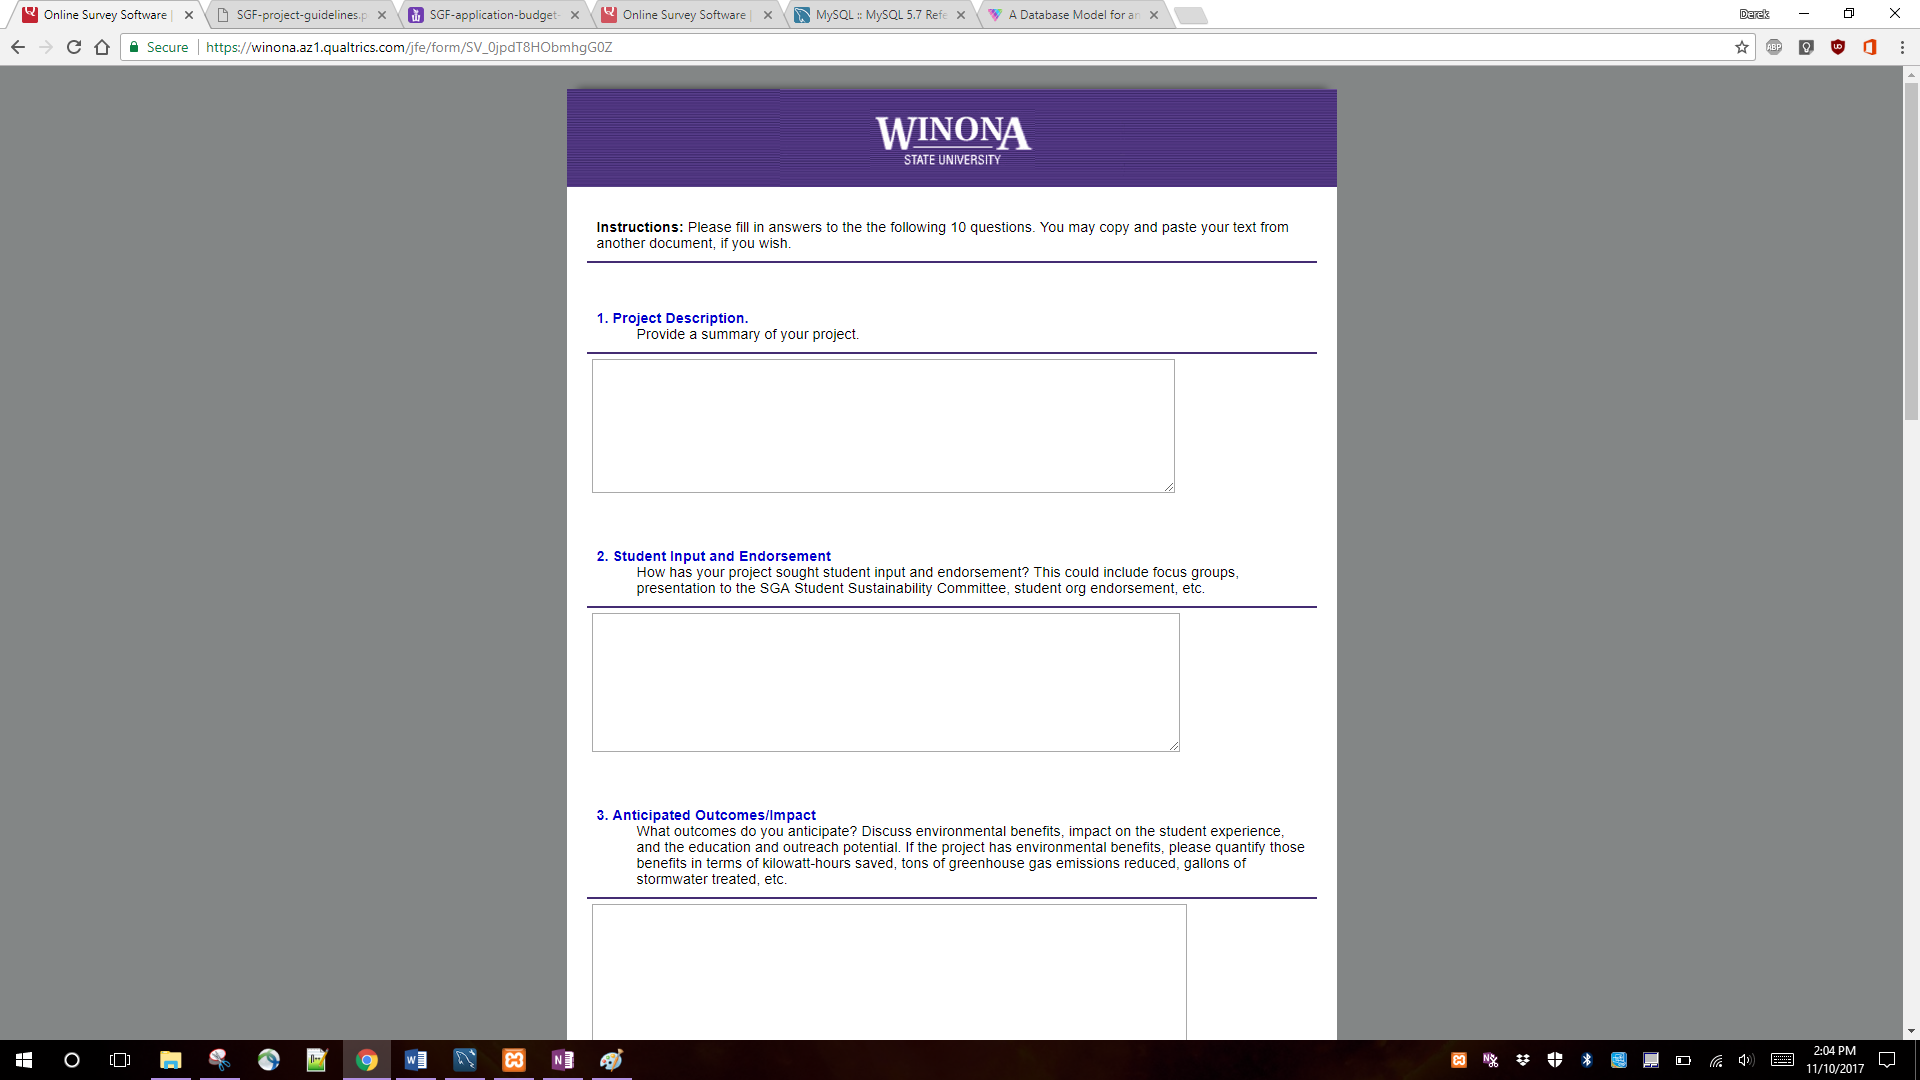 Online Survey Software |
SGF-project-guidelines.p
SGF-application-budget-
Online Survey Software |
MySQL :: MySQL 5.7 Refe
A Database Model for an
Derek
Secure
https://winona.az1.qualtrics.com/jfe/form/SV_0jpdT8HObmhgG0Z
ABP
WINONA
STATE UNIVERSITY
Instructions: Please fill in answers to the the following 10 questions. You may copy and paste your text from
another document, if you wish.
1. Project Description.
Provide a summary of your project.
2. Student Input and Endorsement
How has your project sought student input and endorsement? This could include focus groups,
presentation to the SGA Student Sustainability Committee, student org endorsement, etc.
3. Anticipated Outcomes/Impact
What outcomes do you anticipate? Discuss environmental benefits, impact on the student experience,
and the education and outreach potential. If the project has environmental benefits, please quantify those
benefits in terms of kilowatt-hours saved, tons of greenhouse gas emissions reduced, gallons of
stormwater treated, etc.
2:04 PM
11/10/2017